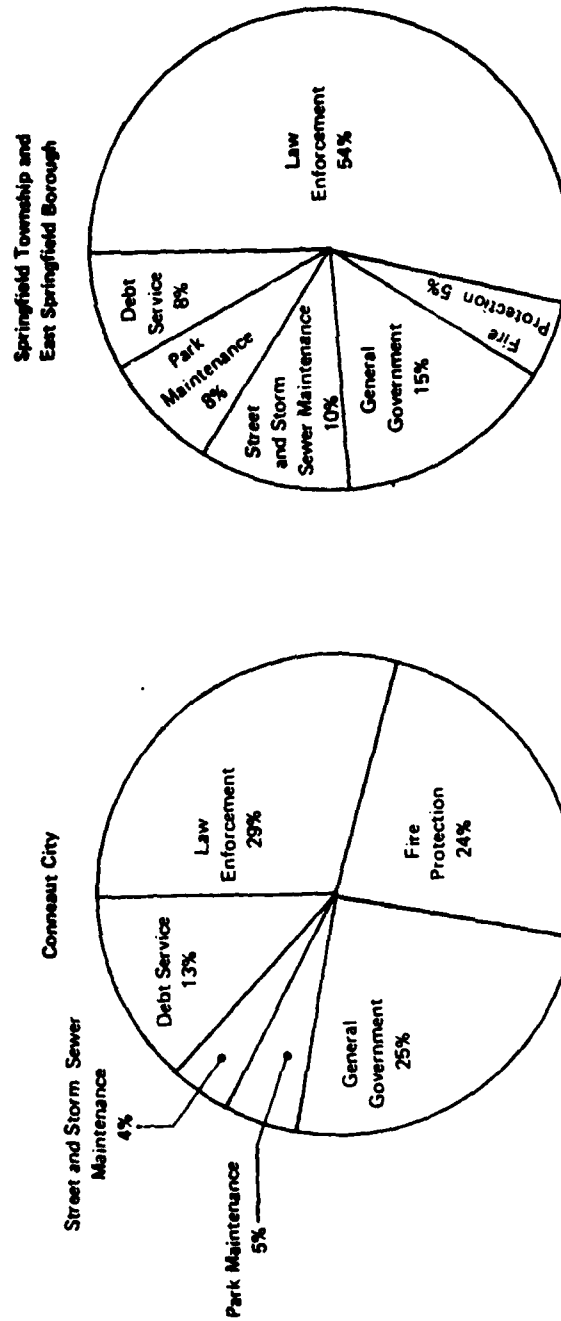 Springfield Township and
East Springfield Borough
Law
Enforcement
54%
Fire
Protection 5%
General
Government
15%
Street
and Storm
Sewer Maintenance
10%
Park
Maintenance
8%
Debt
Service
8%
Conneaut City
Law
Enforcement
29%
Fire
Protection
24%
General
Government
25%
Park Maintenance
5%
Street and Storm Sewer
Maintenance
4%
Debt Service
13%